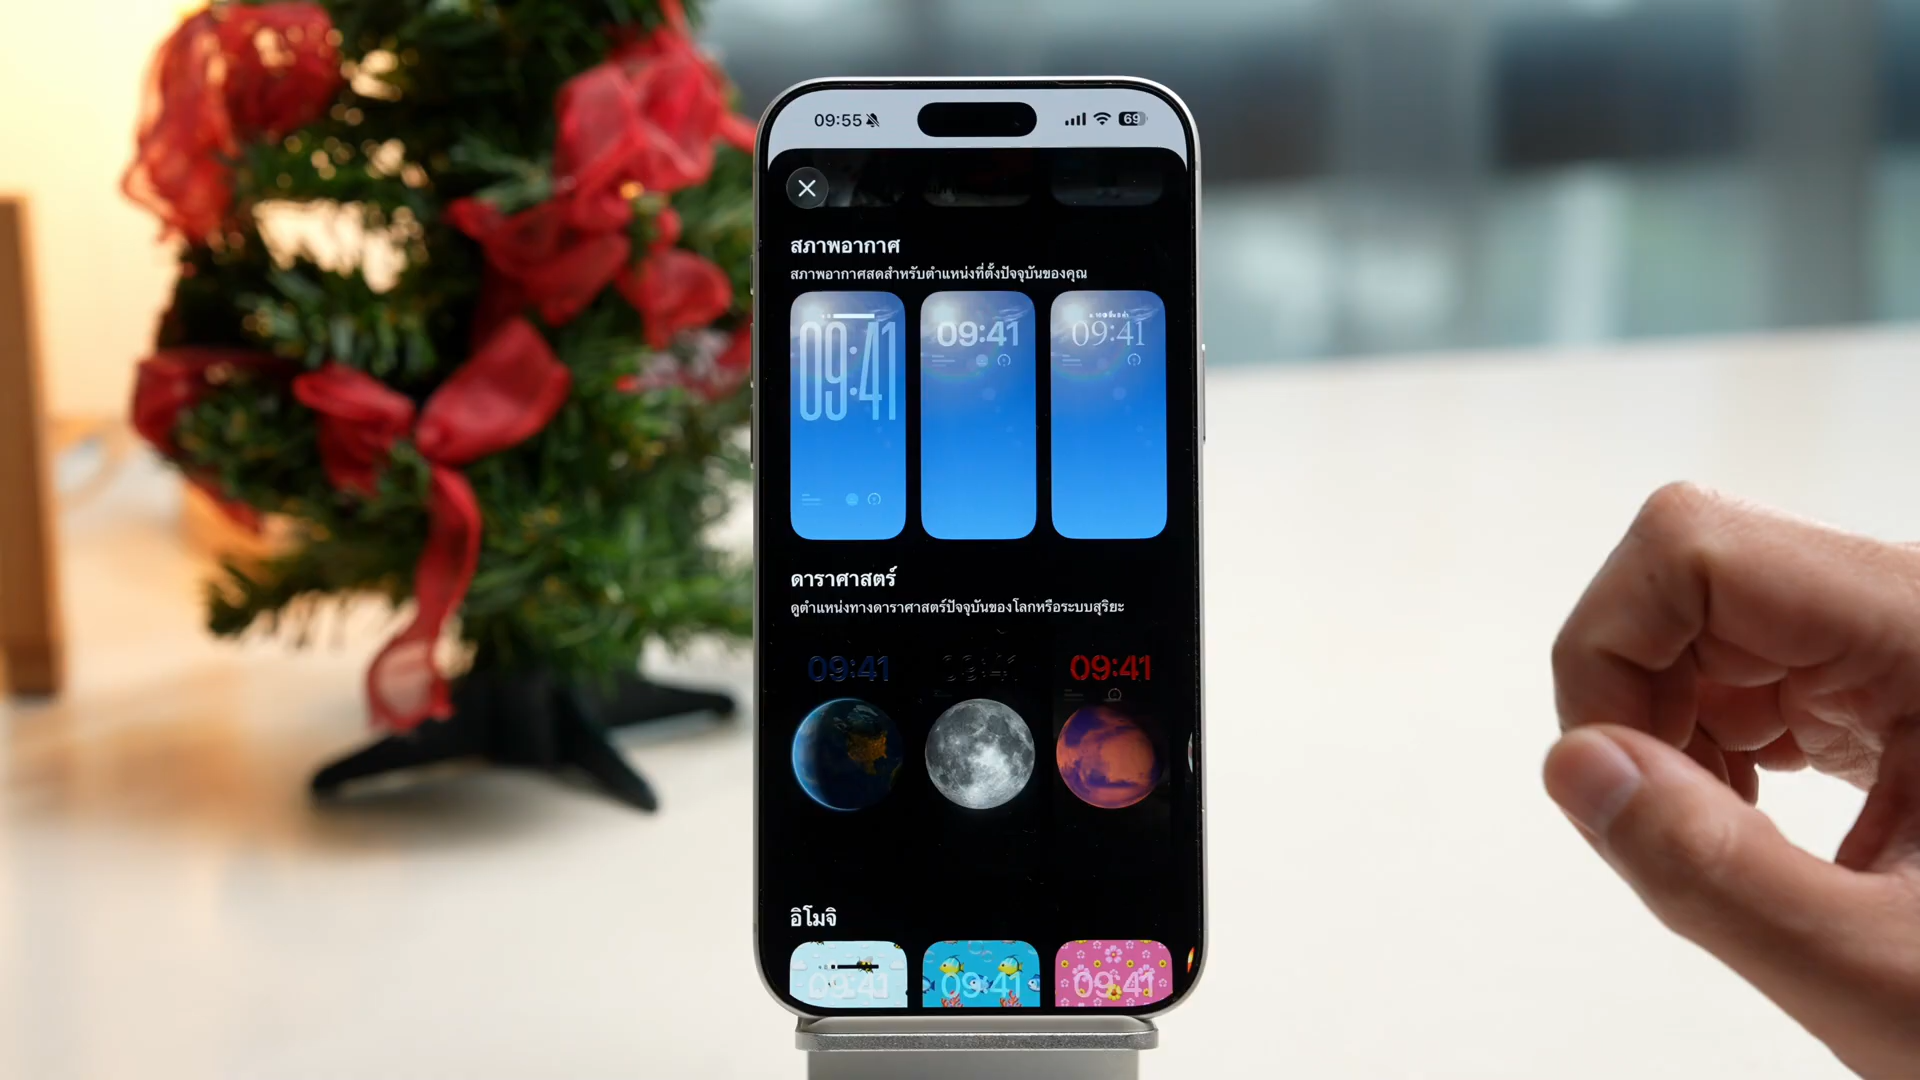 09:55
69
สภาพอากาศ
สภาพอากาศสดสำหรับตำแหน่งที่ตั้งปัจจุบันของคุณ
09:41 09:41 09:41
ดาราศาสตร์
ดูตำแหน่งทางดาราศาสตร์ปัจจุบันของโลกหรือระบบสุริยะ
09:41 09:41 09:41
อิโมจิ
09:41 09:41 09:41